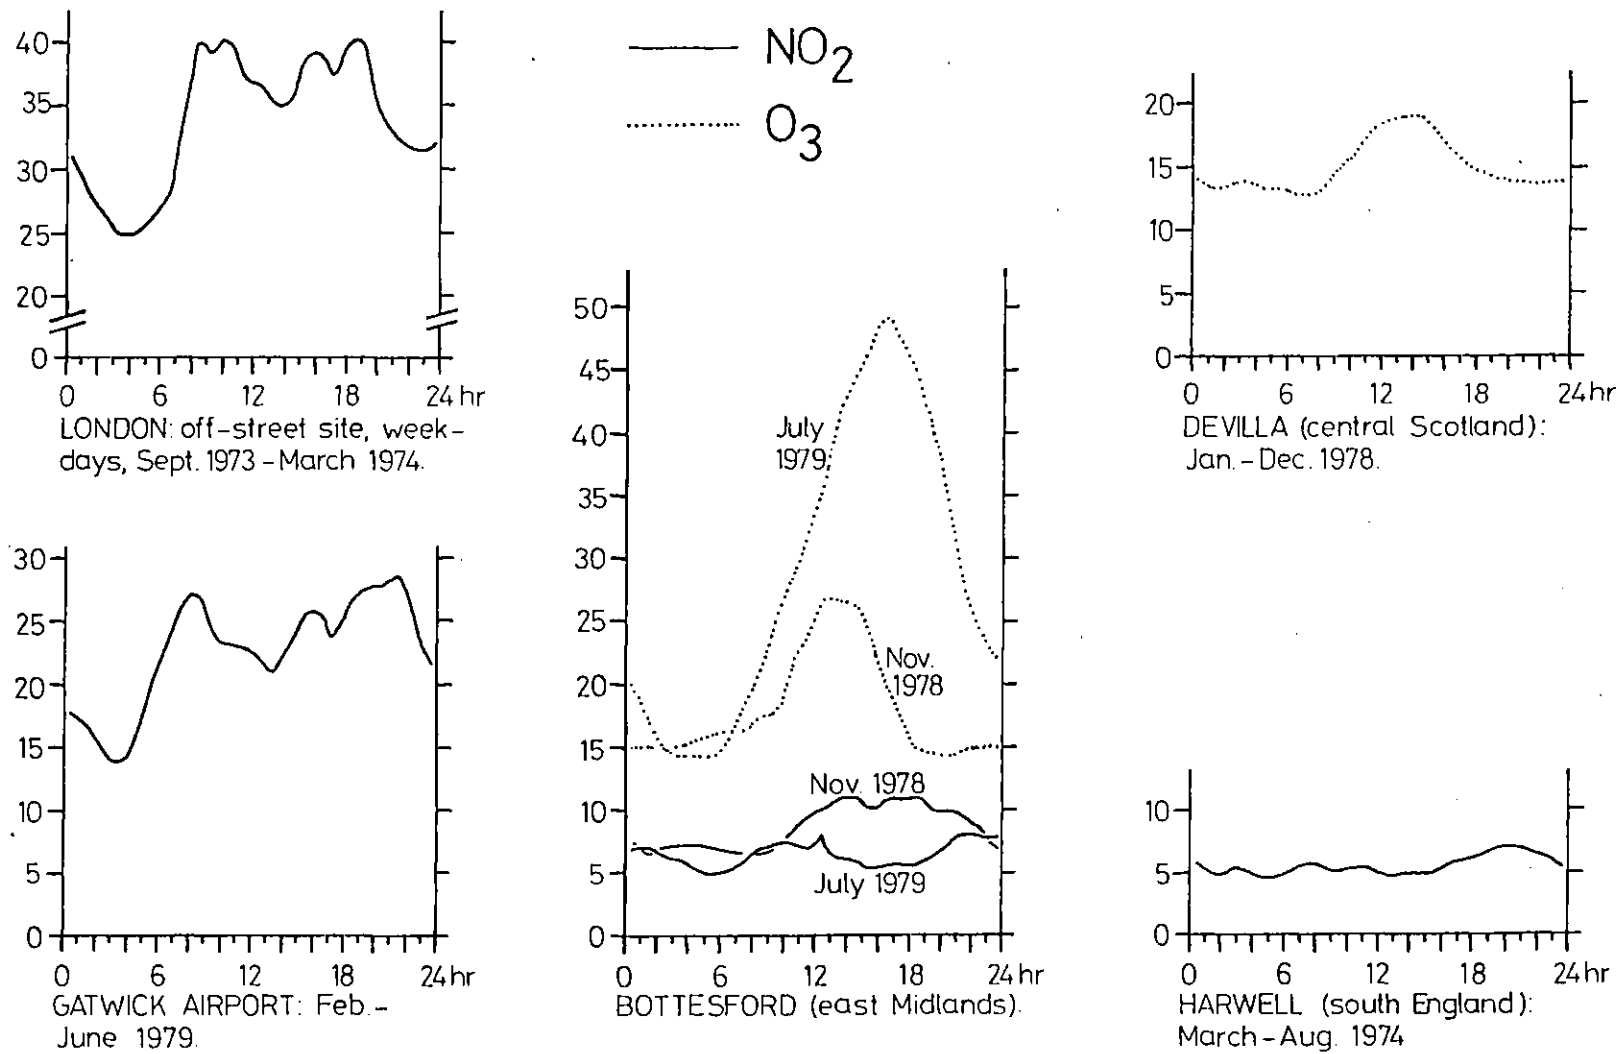 NO2
O3
40
35
30
25
20
0
0 6 12 18 24 hr
LONDON: off-street site, week-
days, Sept. 1973 - March 1974.
30
25
20
15
10
5
0
0 6 12 18 24 hr
GATWICK AIRPORT: Feb. -
June 1979.
50
45
40
35
30
25
20
15
10
5
0
July
1979
Nov.
1978
Nov. 1978
July 1979
0 6 12 18 24 hr
BOTTESFORD (east Midlands).
20
15
10
5
0
0 6 12 18 24 hr
DEVILLA (central Scotland):
Jan. - Dec. 1978.
10
5
0
0 6 12 18 24 hr
HARWELL (south England):
March - Aug. 1974